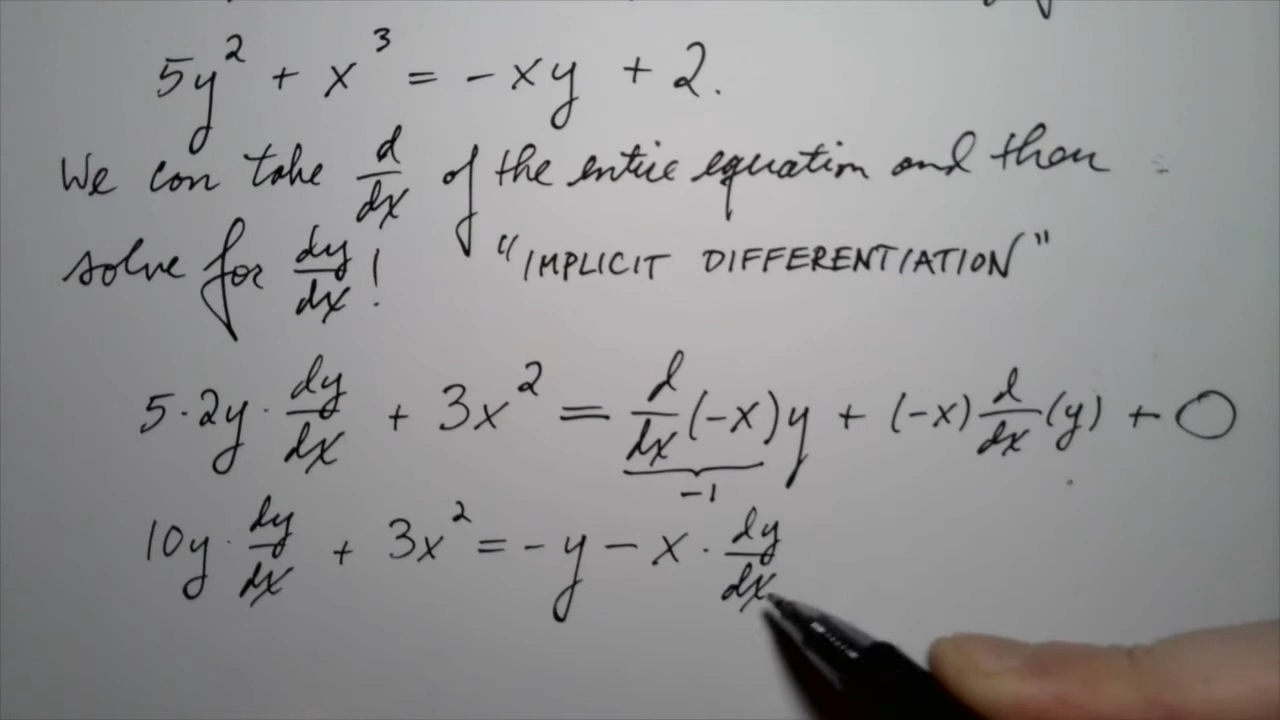 5y² + x³ = -xy + 2.
We can take d/dx of the entire equation and then
solve for dy/dx! "IMPLICIT DIFFERENTIATION"
5·2y·dy/dx + 3x² = d/dx(-x)y + (-x)d/dx(y) + 0
-1
10y·dy/dx + 3x² = -y - x·dy/dx